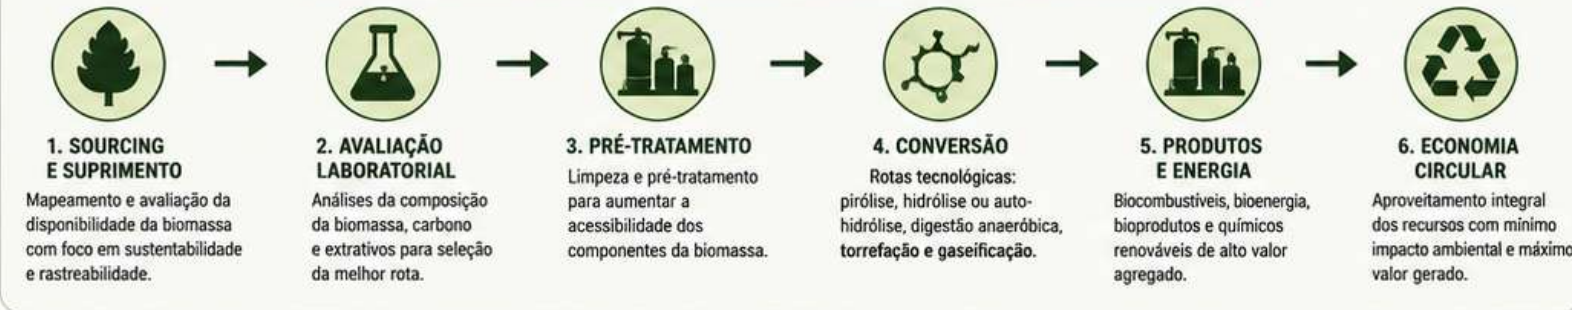 1. SOURCING
E SUPRIMENTO
Mapeamento e avaliação da
disponibilidade da biomassa
com foco em sustentabilidade
e rastreabilidade.
2. AVALIAÇÃO
LABORATORIAL
Análises da composição
da biomassa, carbono
e extrativos para seleção
da melhor rota.
3. PRÉ-TRATAMENTO
Limpeza e pré-tratamento
para aumentar a
acessibilidade dos
componentes da biomassa.
4. CONVERSÃO
Rotas tecnológicas:
pirólise, hidrólise ou auto-
hidrólise, digestão anaeróbica,
torrefação e gaseificação.
5. PRODUTOS
E ENERGIA
Biocombustíveis, bioenergia,
bioprodutos e químicos
renováveis de alto valor
agregado.
6. ECONOMIA
CIRCULAR
Aproveitamento integral
dos recursos com mínimo
impacto ambiental e máximo
valor gerado.